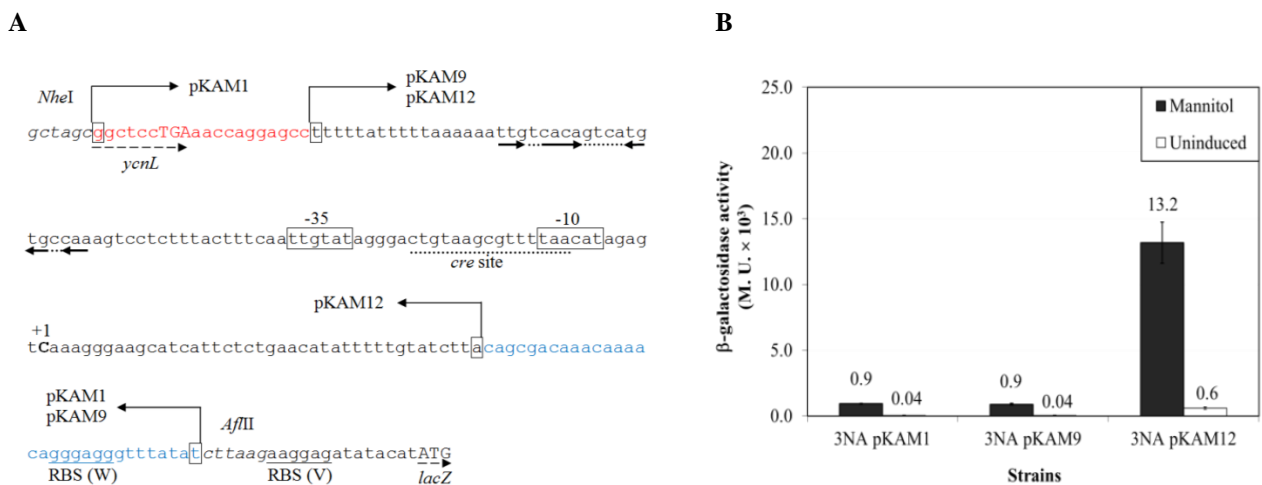 A
B
pKAM1
pKAM9
pKAM12
NheI
gctagcggctccTGAaaccaggagcctttttatttttaaaaaattgtcacagtcatg
ycnL
-35
-10
tgccaaagtcctctttactttcaattgtatagggactgtaagcgttttaacatagag
cre site
pKAM12
+1
tCaaagggaagcatcattctctgaacatatttttgtatcttacagcgacaaacaaaa
pKAM1
pKAM9
AflII
cagggagggtttatatcttaagaaggagatatacatATG
RBS (W)
RBS (V)
lacZ
β-galactosidase activity
(M. U. × 10³)
25.0
20.0
15.0
10.0
5.0
0.0
Mannitol
Uninduced
0.9
0.04
0.9
0.04
13.2
0.6
3NA pKAM1
3NA pKAM9
3NA pKAM12
Strains